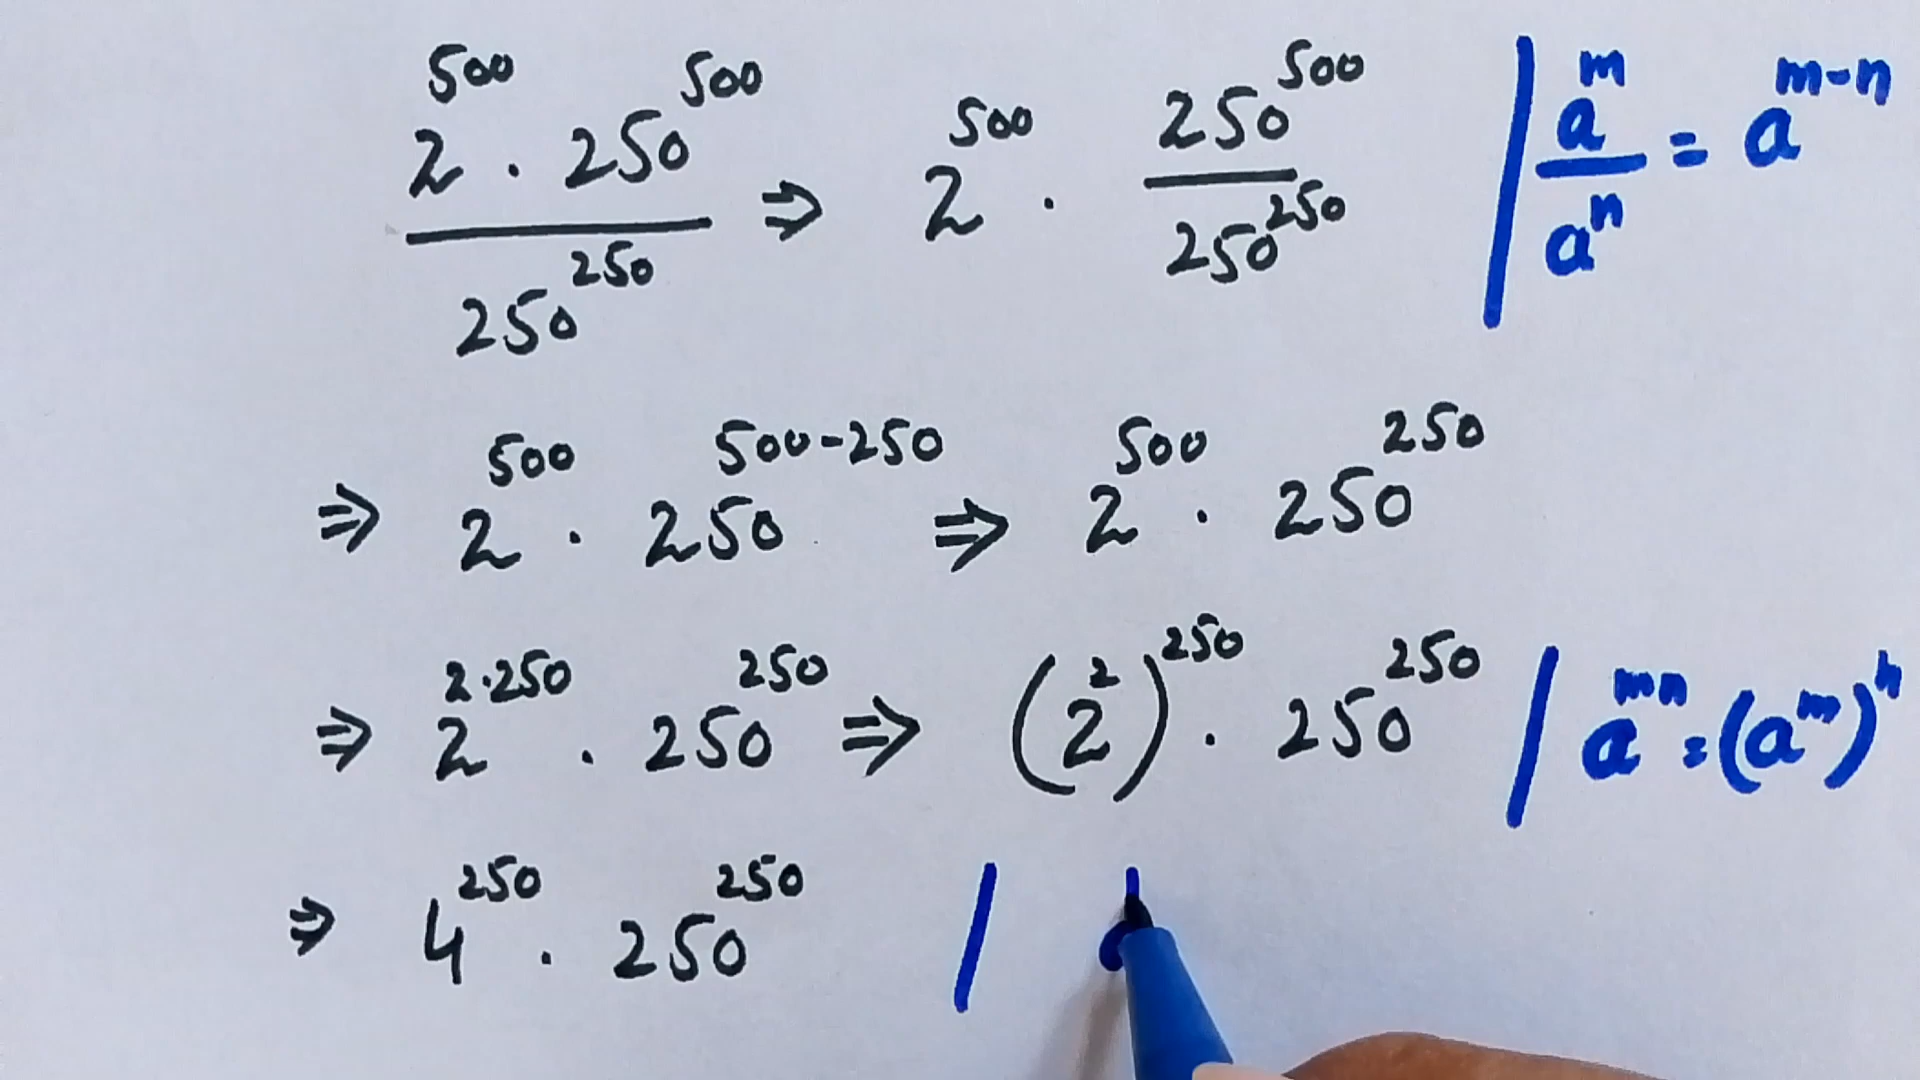 2^500 · 250^500 / 250^250 ⇒ 2^500 · 250^500 / 250^250 | a^m / a^n = a^m-n
⇒ 2^500 · 250^500-250 ⇒ 2^500 · 250^250
⇒ 2^2·250 · 250^250 ⇒ (2^2)^250 · 250^250 | a^mn = (a^m)^n
⇒ 4^250 · 250^250 |